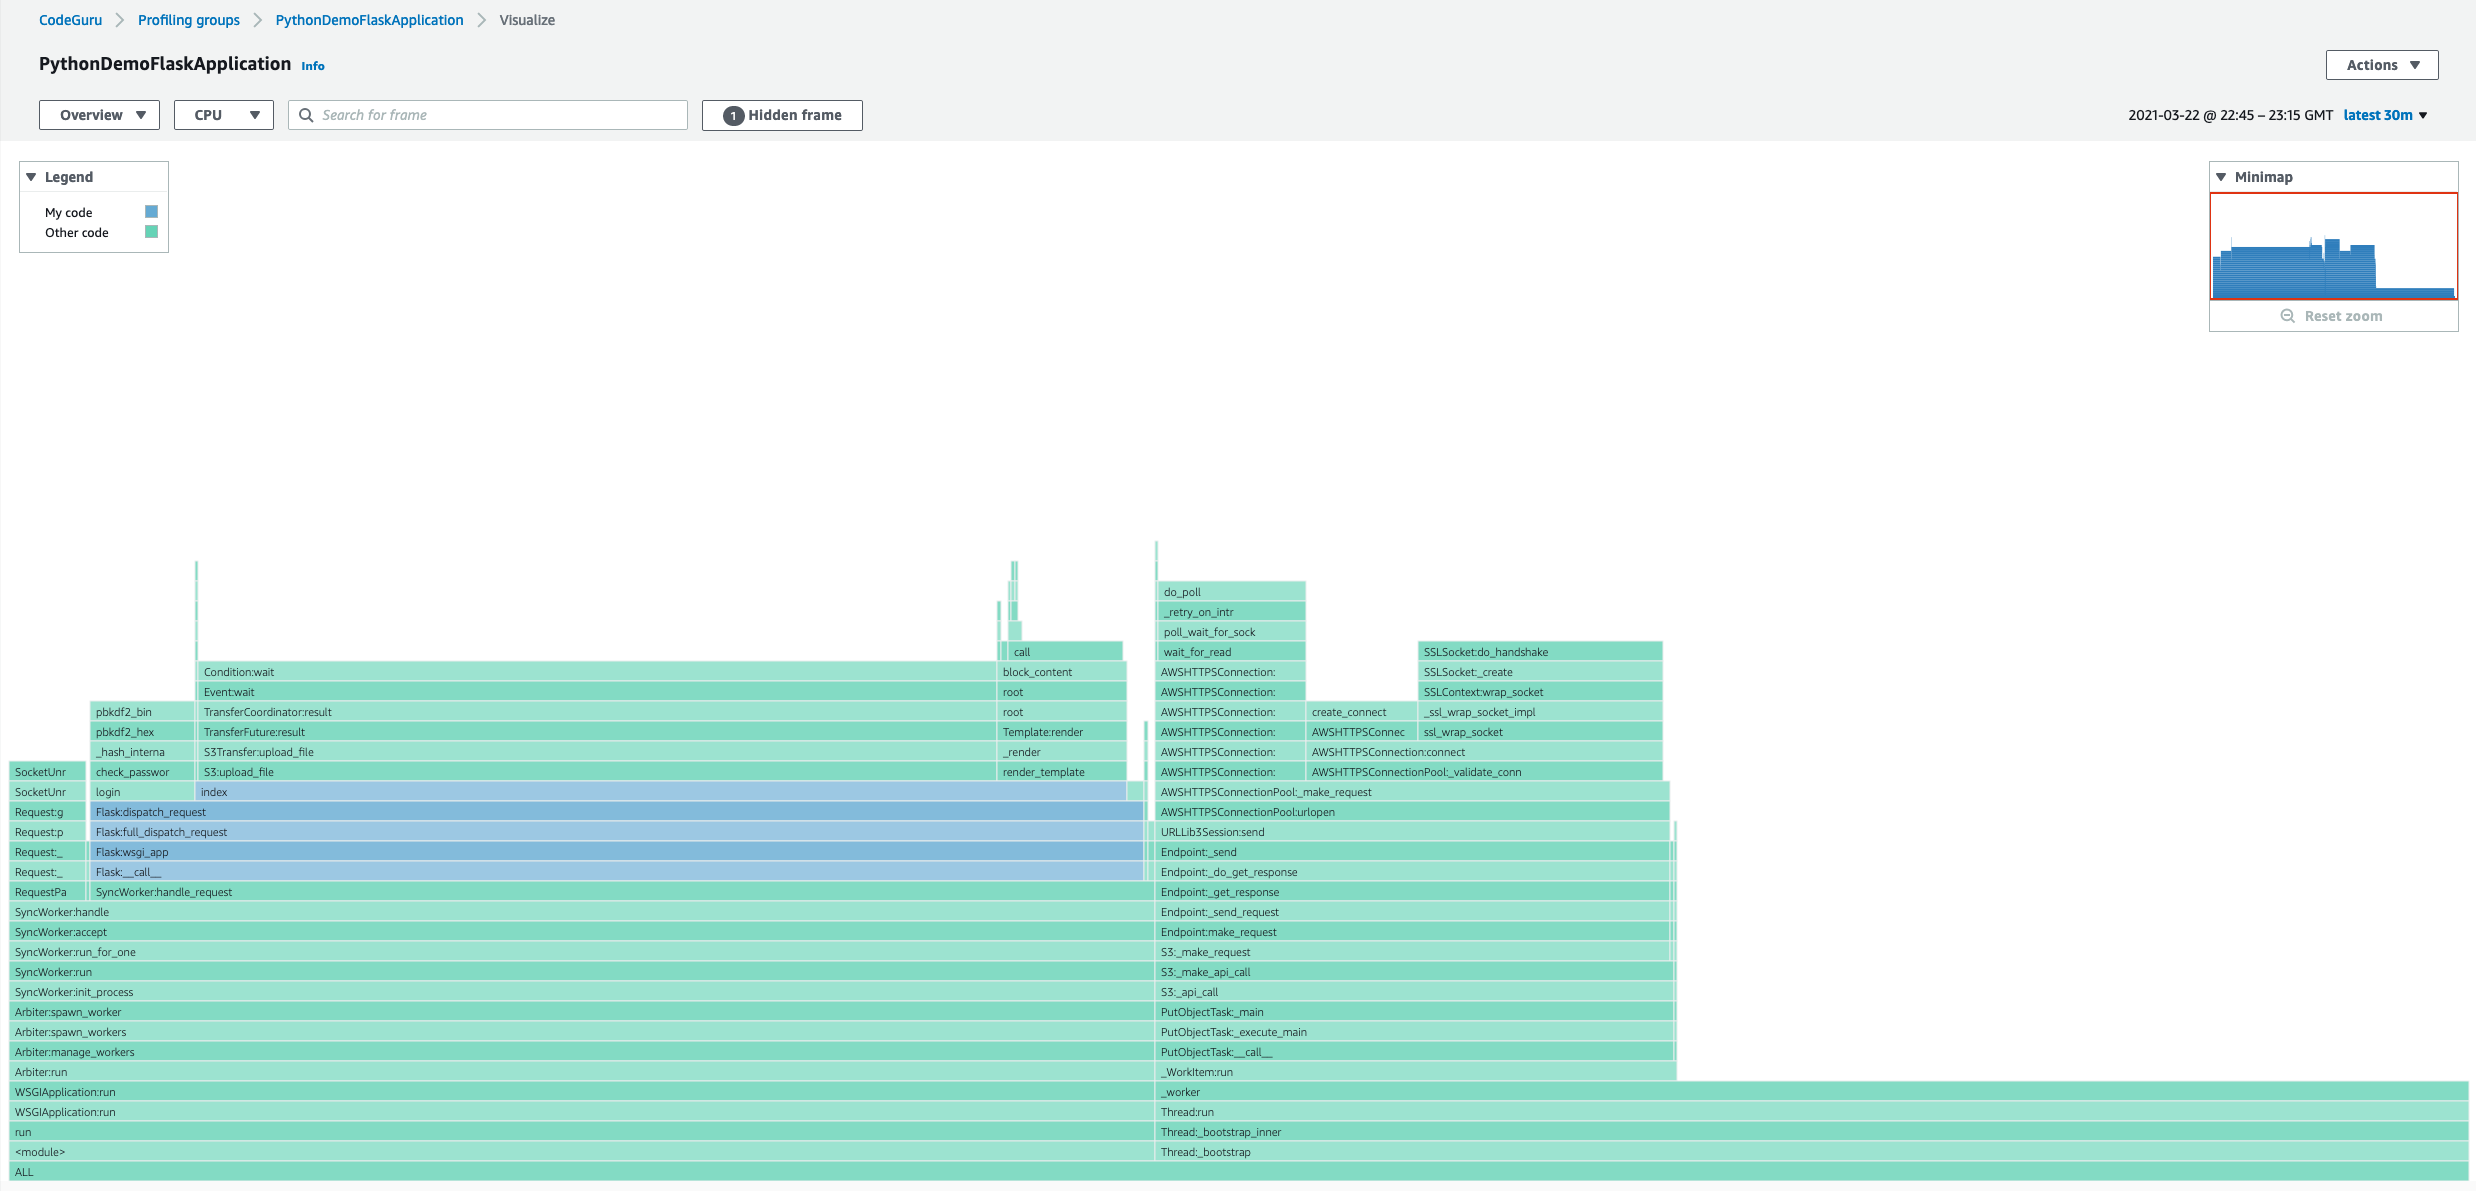 CodeGuru > Profiling groups > PythonDemoFlaskApplication > Visualize
PythonDemoFlaskApplication Info
Actions
Overview CPU Search for frame 1 Hidden frame
2021-03-22 @ 22:45 – 23:15 GMT latest 30m
Legend
My code
Other code
Minimap
Reset zoom
do_poll
_retry_on_intr
poll_wait_for_sock
call wait_for_read SSLSocket:do_handshake
Condition:wait block_content AWSHTTPSConnection: SSLSocket:_create
Event:wait root AWSHTTPSConnection: SSLContext:wrap_socket
pbkdf2_bin TransferCoordinator:result root AWSHTTPSConnection: create_connect _ssl_wrap_socket_impl
pbkdf2_hex TransferFuture:result Template:render AWSHTTPSConnection: AWSHTTPSConnec ssl_wrap_socket
_hash_interna S3Transfer:upload_file _render AWSHTTPSConnection: AWSHTTPSConnection:connect
SocketUnr check_passwor S3:upload_file render_template AWSHTTPSConnection: AWSHTTPSConnectionPool:_validate_conn
SocketUnr login index AWSHTTPSConnectionPool:_make_request
Request:g Flask:dispatch_request AWSHTTPSConnectionPool:urlopen
Request:p Flask:full_dispatch_request URLLib3Session:send
Request:_ Flask:wsgi_app Endpoint:_send
Request:_ Flask:__call__ Endpoint:_do_get_response
RequestPa SyncWorker:handle_request Endpoint:_get_response
SyncWorker:handle Endpoint:_send_request
SyncWorker:accept Endpoint:make_request
SyncWorker:run_for_one S3:_make_request
SyncWorker:run S3:_make_api_call
SyncWorker:init_process S3:_api_call
Arbiter:spawn_worker PutObjectTask:_main
Arbiter:spawn_workers PutObjectTask:_execute_main
Arbiter:manage_workers PutObjectTask:__call__
Arbiter:run _WorkItem:run
WSGIApplication:run _worker
WSGIApplication:run Thread:run
run Thread:_bootstrap_inner
<module> Thread:_bootstrap
ALL